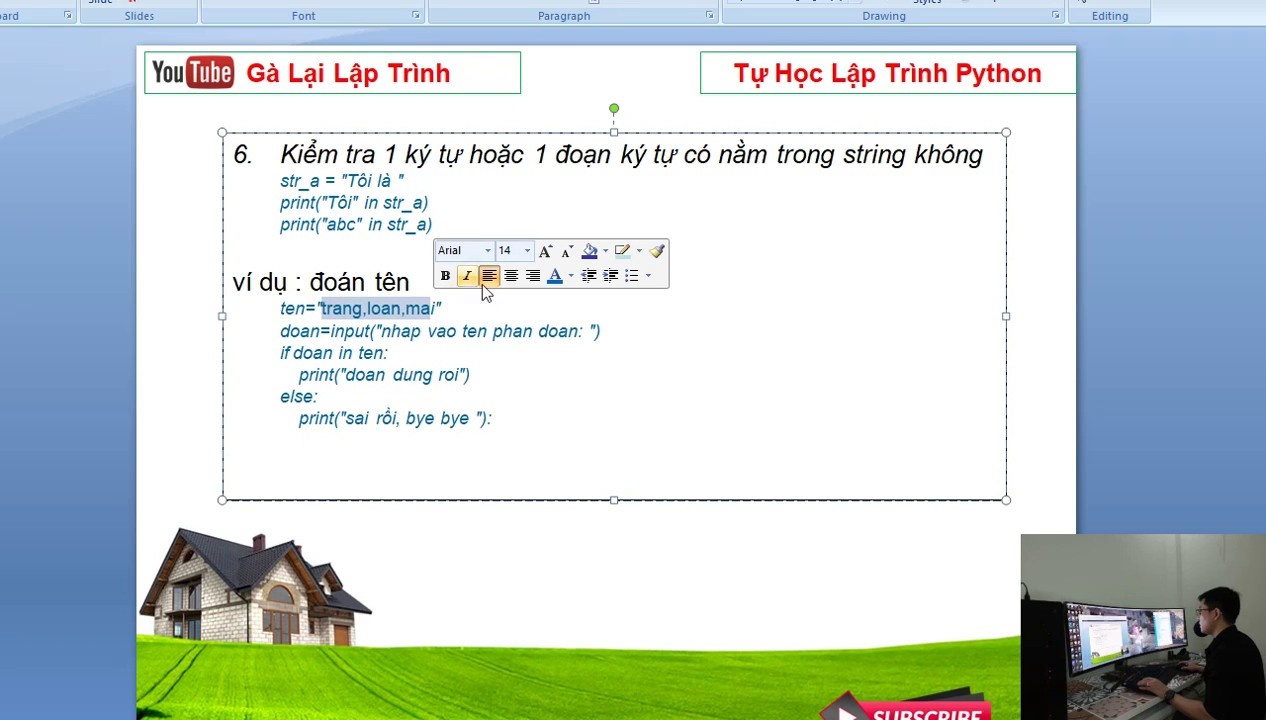 Slides
Font
Paragraph
Drawing
Editing
YouTube Gà Lại Lập Trình
Tự Học Lập Trình Python
6. Kiểm tra 1 ký tự hoặc 1 đoạn ký tự có nằm trong string không
str_a = "Tôi là "
print("Tôi" in str_a)
print("abc" in str_a)
Arial 14
B I A
ví dụ : đoán tên
ten="trang,loan,mai"
doan=input("nhap vao ten phan doan: ")
if doan in ten:
print("doan dung roi")
else:
print("sai rồi, bye bye "):
SUBSCRIBE